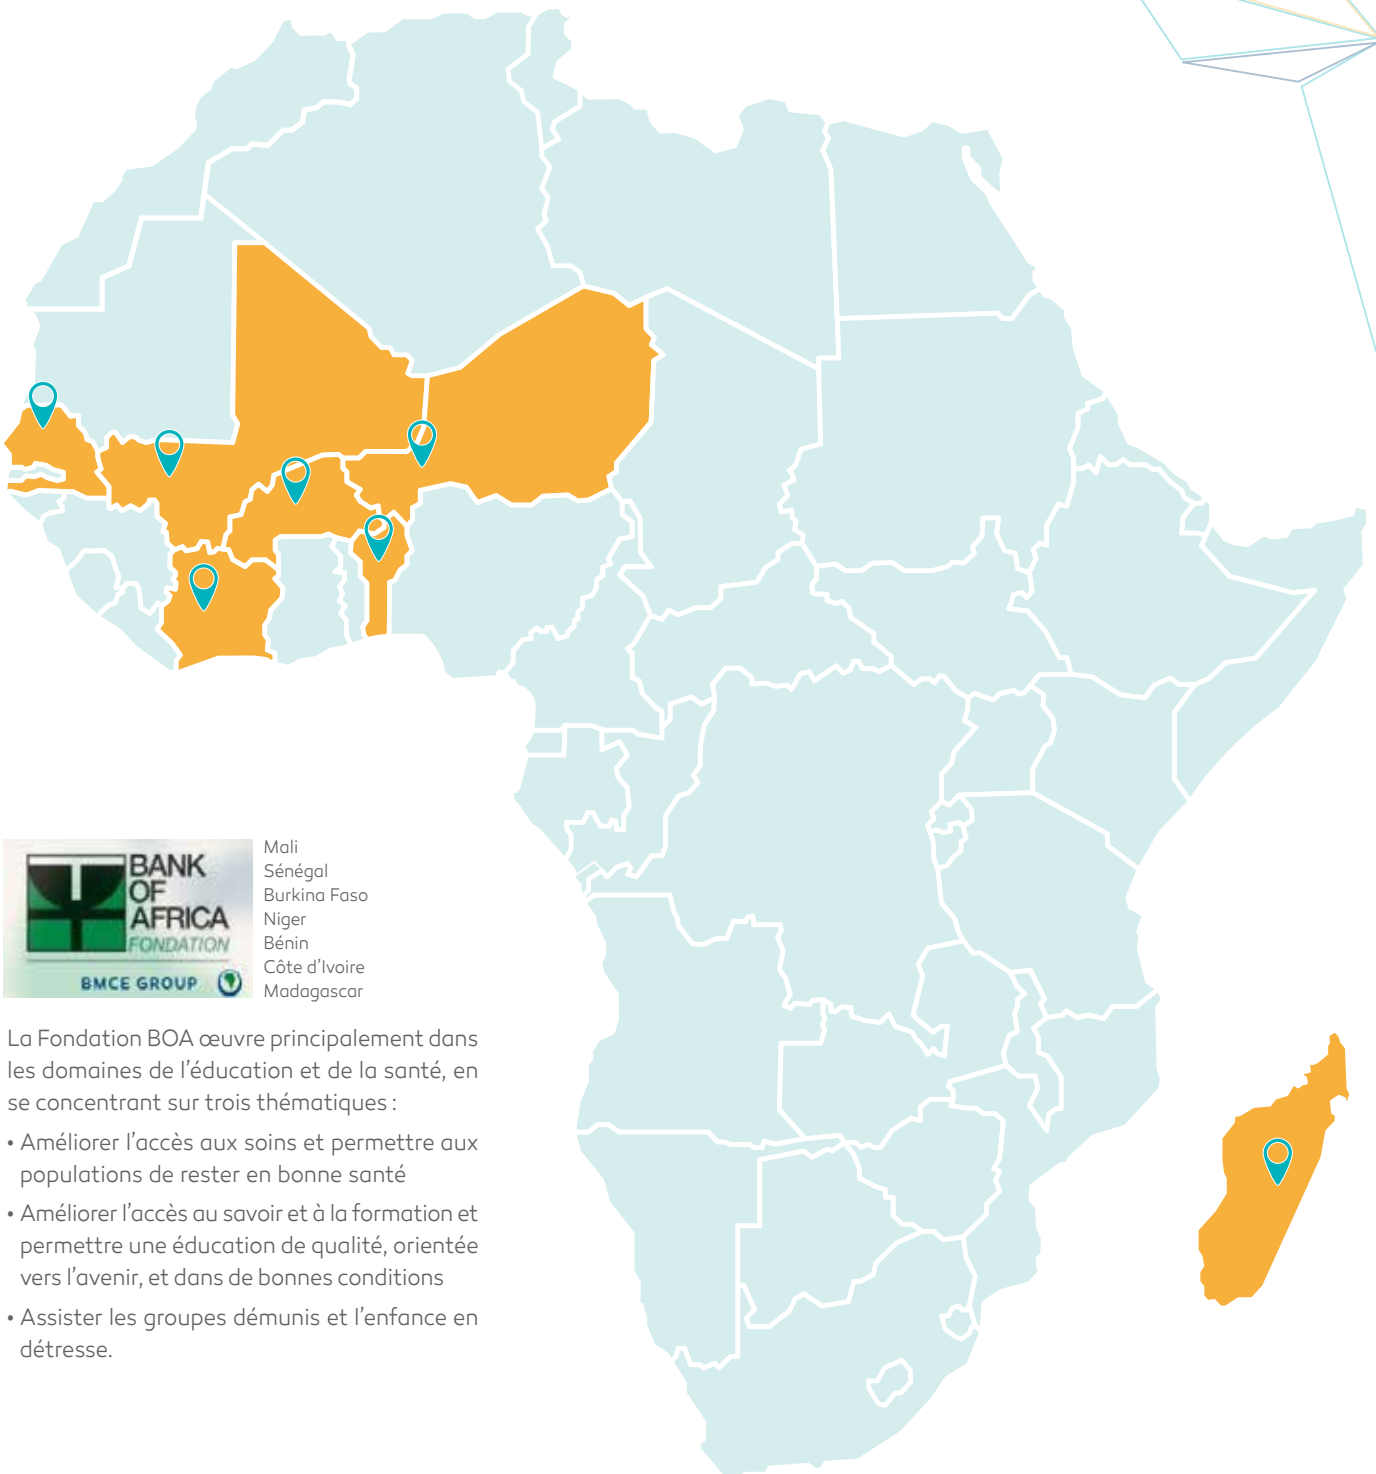 BANK
OF
AFRICA
FONDATION
BMCE GROUP
Mali
Sénégal
Burkina Faso
Niger
Bénin
Côte d’Ivoire
Madagascar
La Fondation BOA œuvre principalement dans
les domaines de l’éducation et de la santé, en
se concentrant sur trois thématiques :
• Améliorer l’accès aux soins et permettre aux
populations de rester en bonne santé
• Améliorer l’accès au savoir et à la formation et
permettre une éducation de qualité, orientée
vers l’avenir, et dans de bonnes conditions
• Assister les groupes démunis et l’enfance en
détresse.